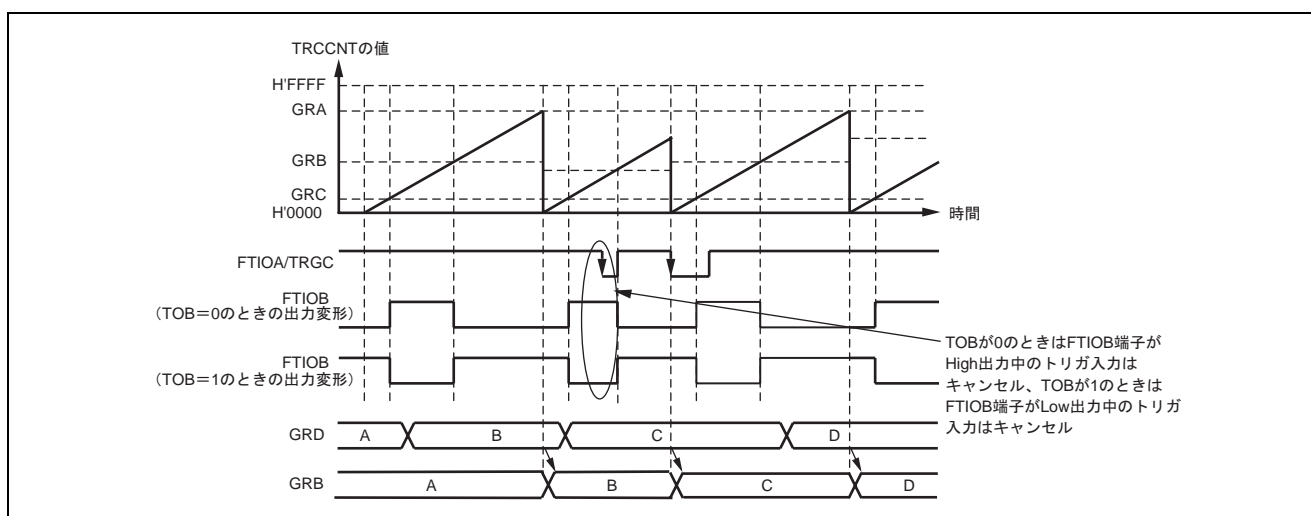 TRCCNTの値
H'FFFF
GRA
GRB
GRC
H'0000
時間
FTIOA/TRGC
FTIOB
（TOB＝0のときの出力変形）
FTIOB
（TOB＝1のときの出力変形）
TOBが0のときはFTIOB端子が
High出力中のトリガ入力は
キャンセル、TOBが1のときは
FTIOB端子がLow出力中のトリガ
入力はキャンセル
GRD A B C D
GRB A B C D